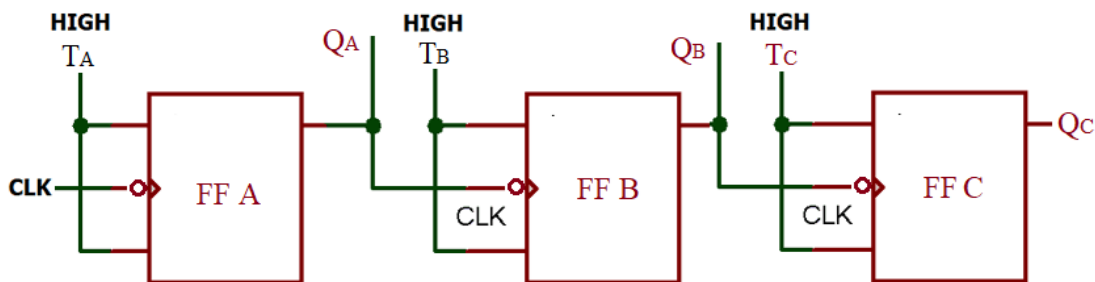 HIGH
TA
QA
HIGH
TB
QB
HIGH
TC
QC
CLK
FF A
CLK
FF B
CLK
FF C